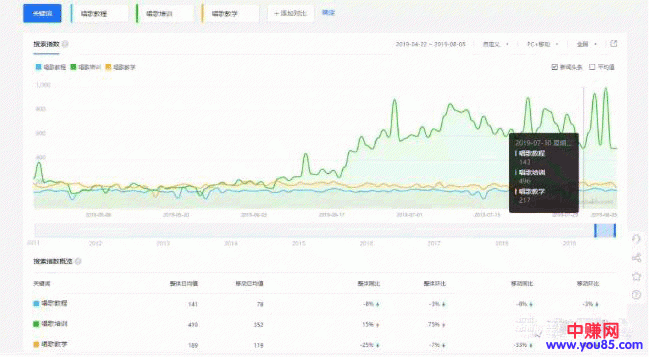 关键词 唱歌教程 唱歌培训 唱歌教学 + 添加对比 确定
搜索指数 2019-04-22 ~ 2019-08-05 自定义 PC+移动 全国
唱歌教程 唱歌培训 唱歌教学 新闻头条 平均值
1,000
800
600
400
2019-07-30 星期...
唱歌教程
143
唱歌培训
496
唱歌教学
217
2019-05-06 2019-05-20 2019-06-03 2019-06-17 2019-07-01 2019-07-15 2019-07-29 2019-08-05
2011 2012 2013 2014 2015 2016 2017 2018 2019
搜索指数概览
关键词 整体日均值 移动日均值 整体同比 整体环比 移动同比 移动环比
唱歌教程 141 78 -8% -3% -8% -3%
唱歌培训 419 352 15% 75%
唱歌教学 189 119 -25% -7% -33%
中赚网
www.you85.com